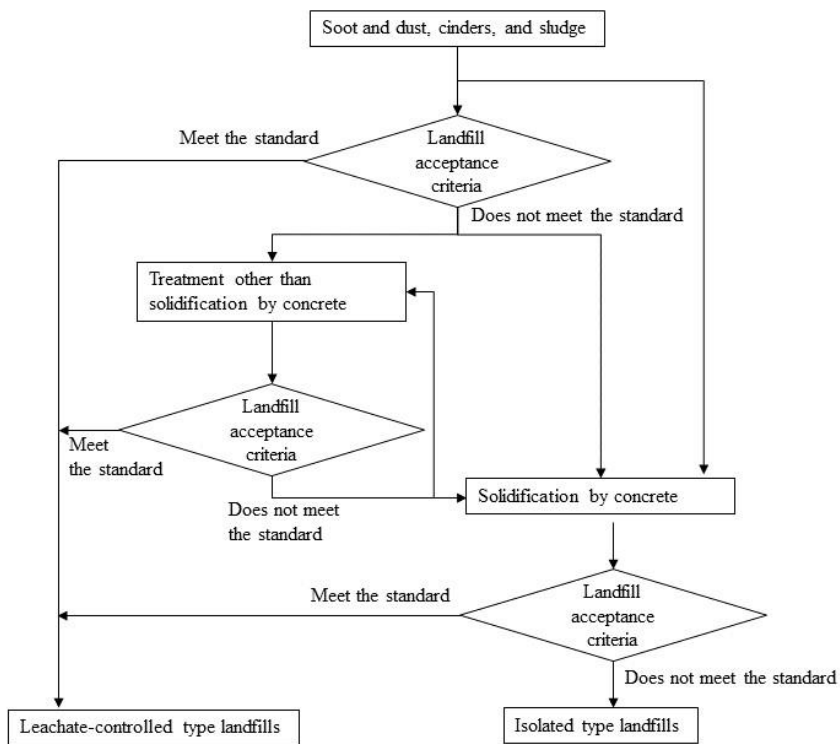 Soot and dust, cinders, and sludge
Meet the standard
Landfill
acceptance
criteria
Does not meet the standard
Treatment other than
solidification by concrete
Landfill
acceptance
criteria
Meet
the standard
Does not meet
the standard
Solidification by concrete
Meet the standard
Landfill
acceptance
criteria
Does not meet the standard
Leachate-controlled type landfills
Isolated type landfills